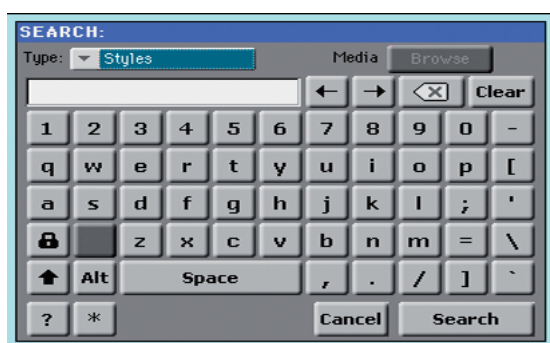 SEARCH:
Type: Styles Media Browse
← → Clear
1 2 3 4 5 6 7 8 9 0 -
q w e r t y u i o p [
a s d f g h j k l ; '
z x c v b n m = \
Alt Space , . / ] `
? * Cancel Search